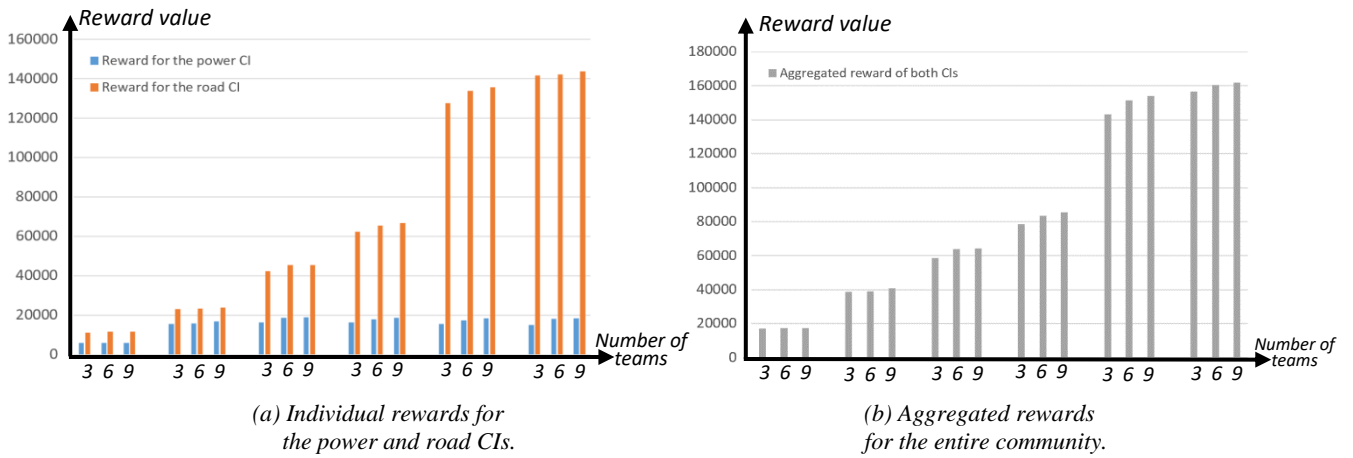 Reward value
160000
Reward for the power CI
140000
Reward for the road CI
120000
100000
80000
60000
40000
20000
0
3 6 9 3 6 9 3 6 9 3 6 9 3 6 9 3 6 9
Number of
teams
(a) Individual rewards for
the power and road CIs.
Reward value
180000
Aggregated reward of both CIs
160000
140000
120000
100000
80000
60000
40000
20000
0
3 6 9 3 6 9 3 6 9 3 6 9 3 6 9 3 6 9
Number of
teams
(b) Aggregated rewards
for the entire community.